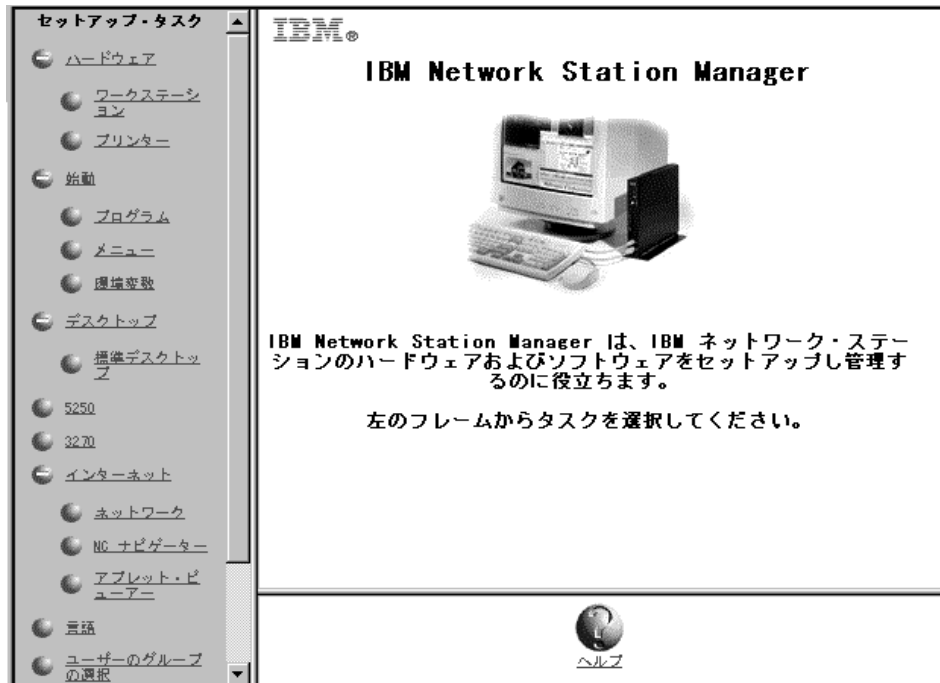 セットアップ・タスク
ハードウェア
ワークステーシ
ョン
プリンター
始動
プログラム
メニュー
環境変数
デスクトップ
標準デスクトッ
プ
5250
3270
インターネット
ネットワーク
NC ナビゲーター
アプレット・ビ
ューアー
言語
ユーザーのグループ
の選択
IBM®
IBM Network Station Manager
IBM Network Station Manager は、IBM ネットワーク・ステー
ションのハードウェアおよびソフトウェアをセットアップし管理す
るのに役立ちます。
左のフレームからタスクを選択してください。
ヘルプ